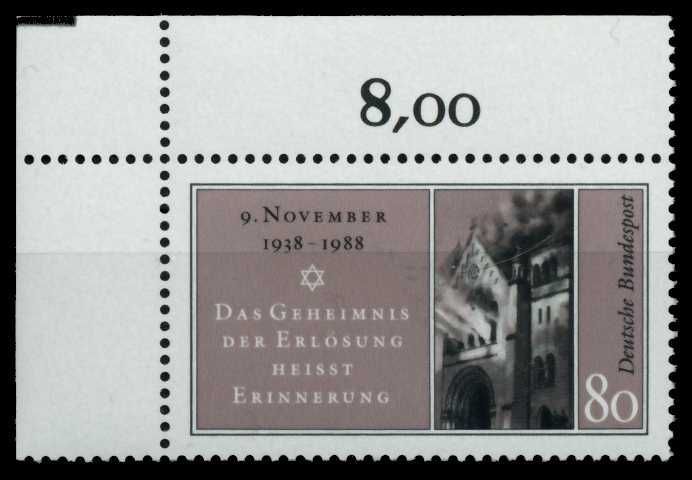 8,00
9. NOVEMBER
1938–1988
DAS GEHEIMNIS
DER ERLÖSUNG
HEISST
ERINNERUNG
Deutsche Bundespost
80